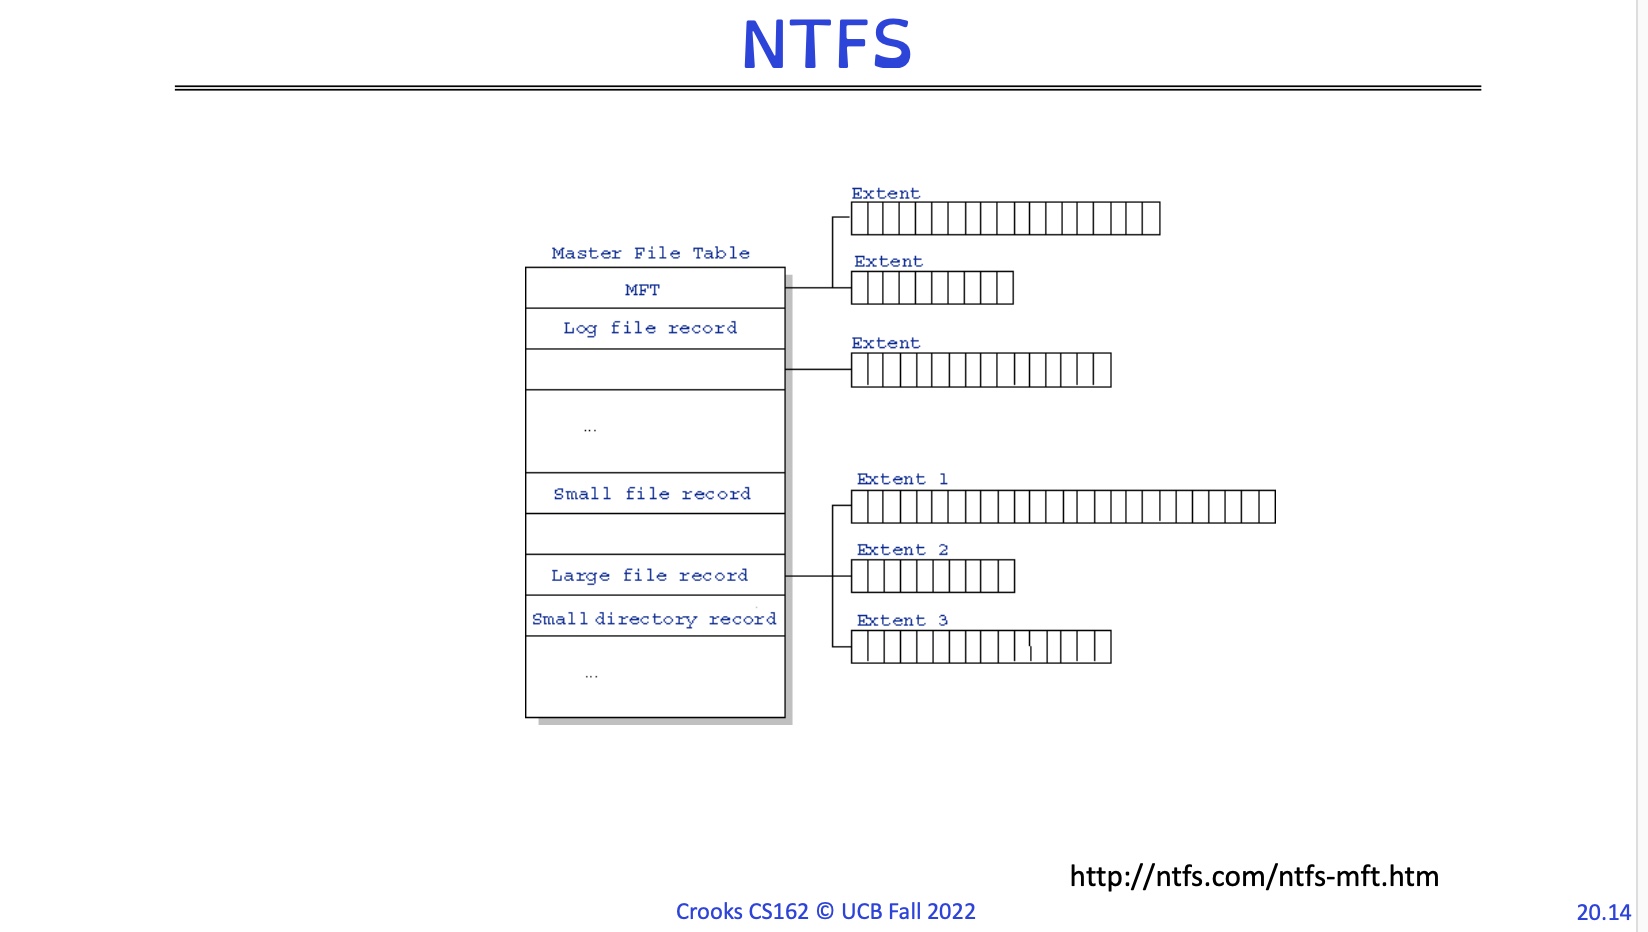 NTFS
Extent
Master File Table
Extent
MFT
Log file record
Extent
...
Small file record
Extent 1
Extent 2
Large file record
Small directory record
Extent 3
...
http://ntfs.com/ntfs-mft.htm
Crooks CS162 © UCB Fall 2022
20.14